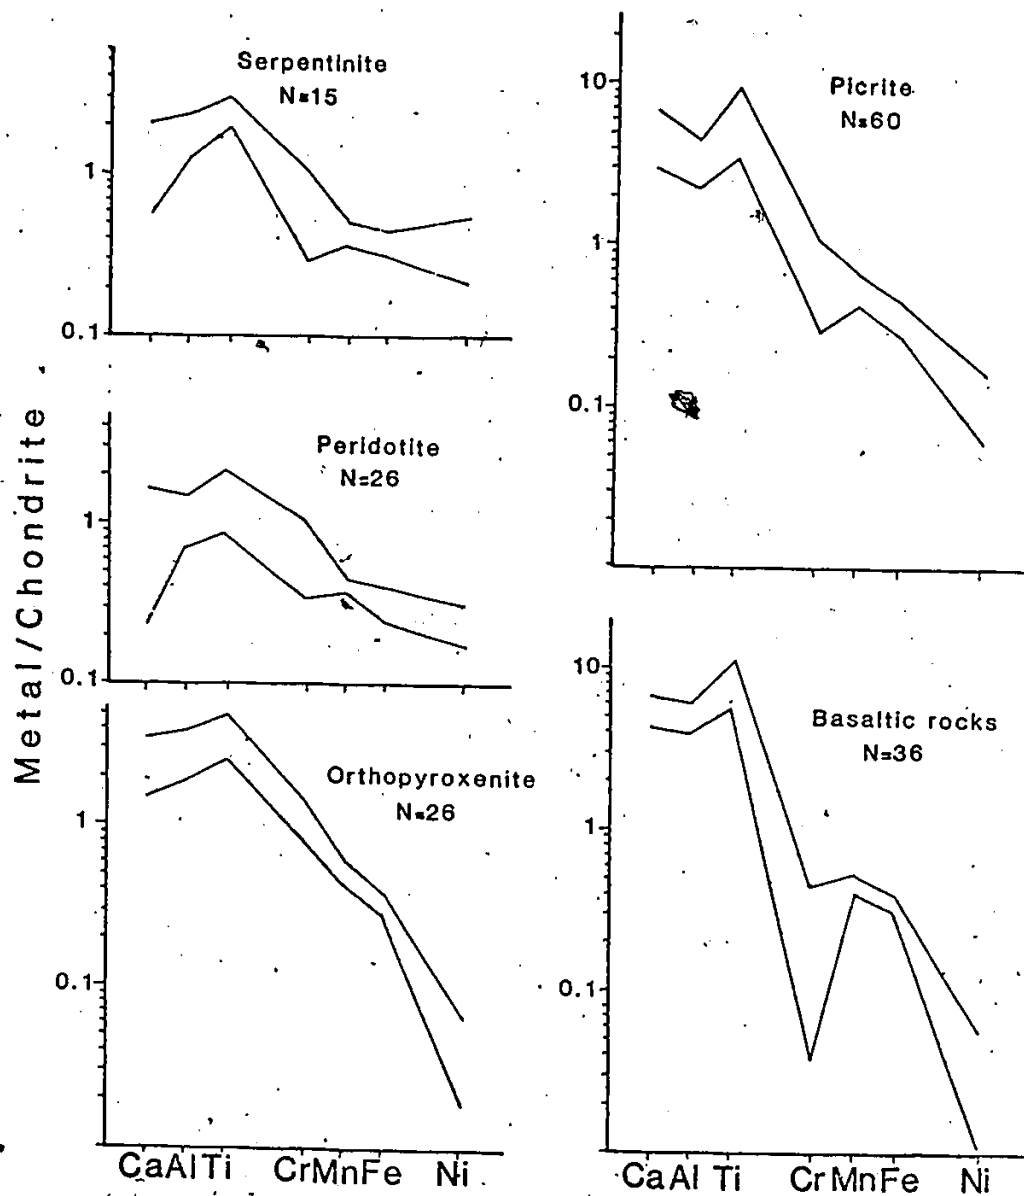 Metal/Chondrite
Serpentinite
N=15
1
0.1
Peridotite
N=26
1
0.1
Orthopyroxenite
N=26
1
0.1
CaAlTi CrMnFe Ni
Picrite
N=60
10
1
0.1
Basaltic rocks
N=36
10
1
0.1
CaAl Ti CrMnFe Ni